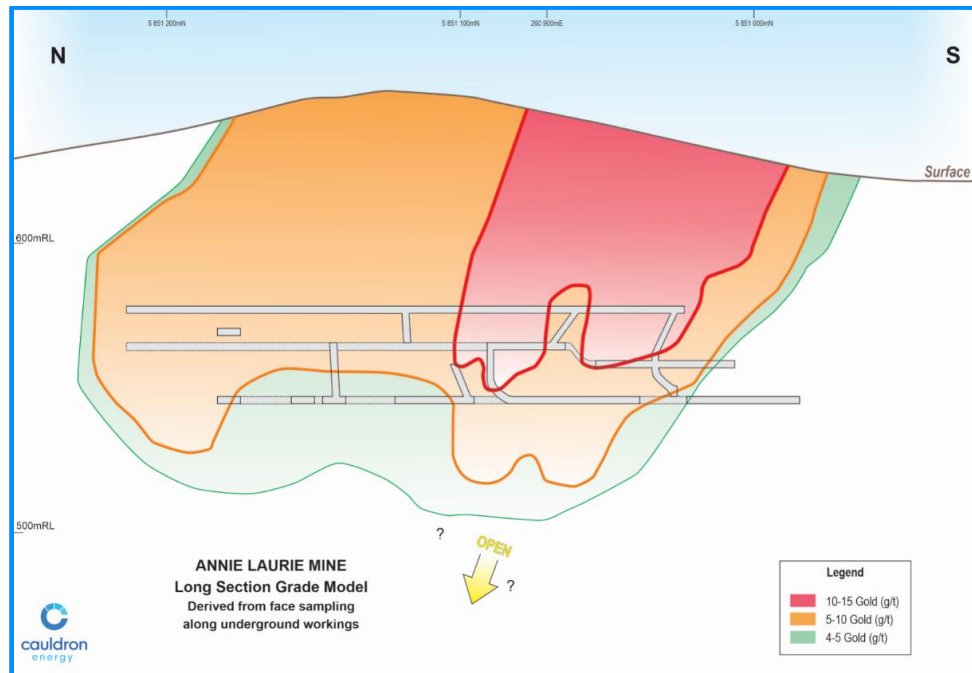 5 851 200mN
5 851 100mN
260 900mE
5 851 000mN
N
S
Surface
600mRL
500mRL
?
OPEN
?
ANNIE LAURIE MINE
Long Section Grade Model
Derived from face sampling
along underground workings
Legend
10-15 Gold (g/t)
5-10 Gold (g/t)
4-5 Gold (g/t)
cauldron
energy